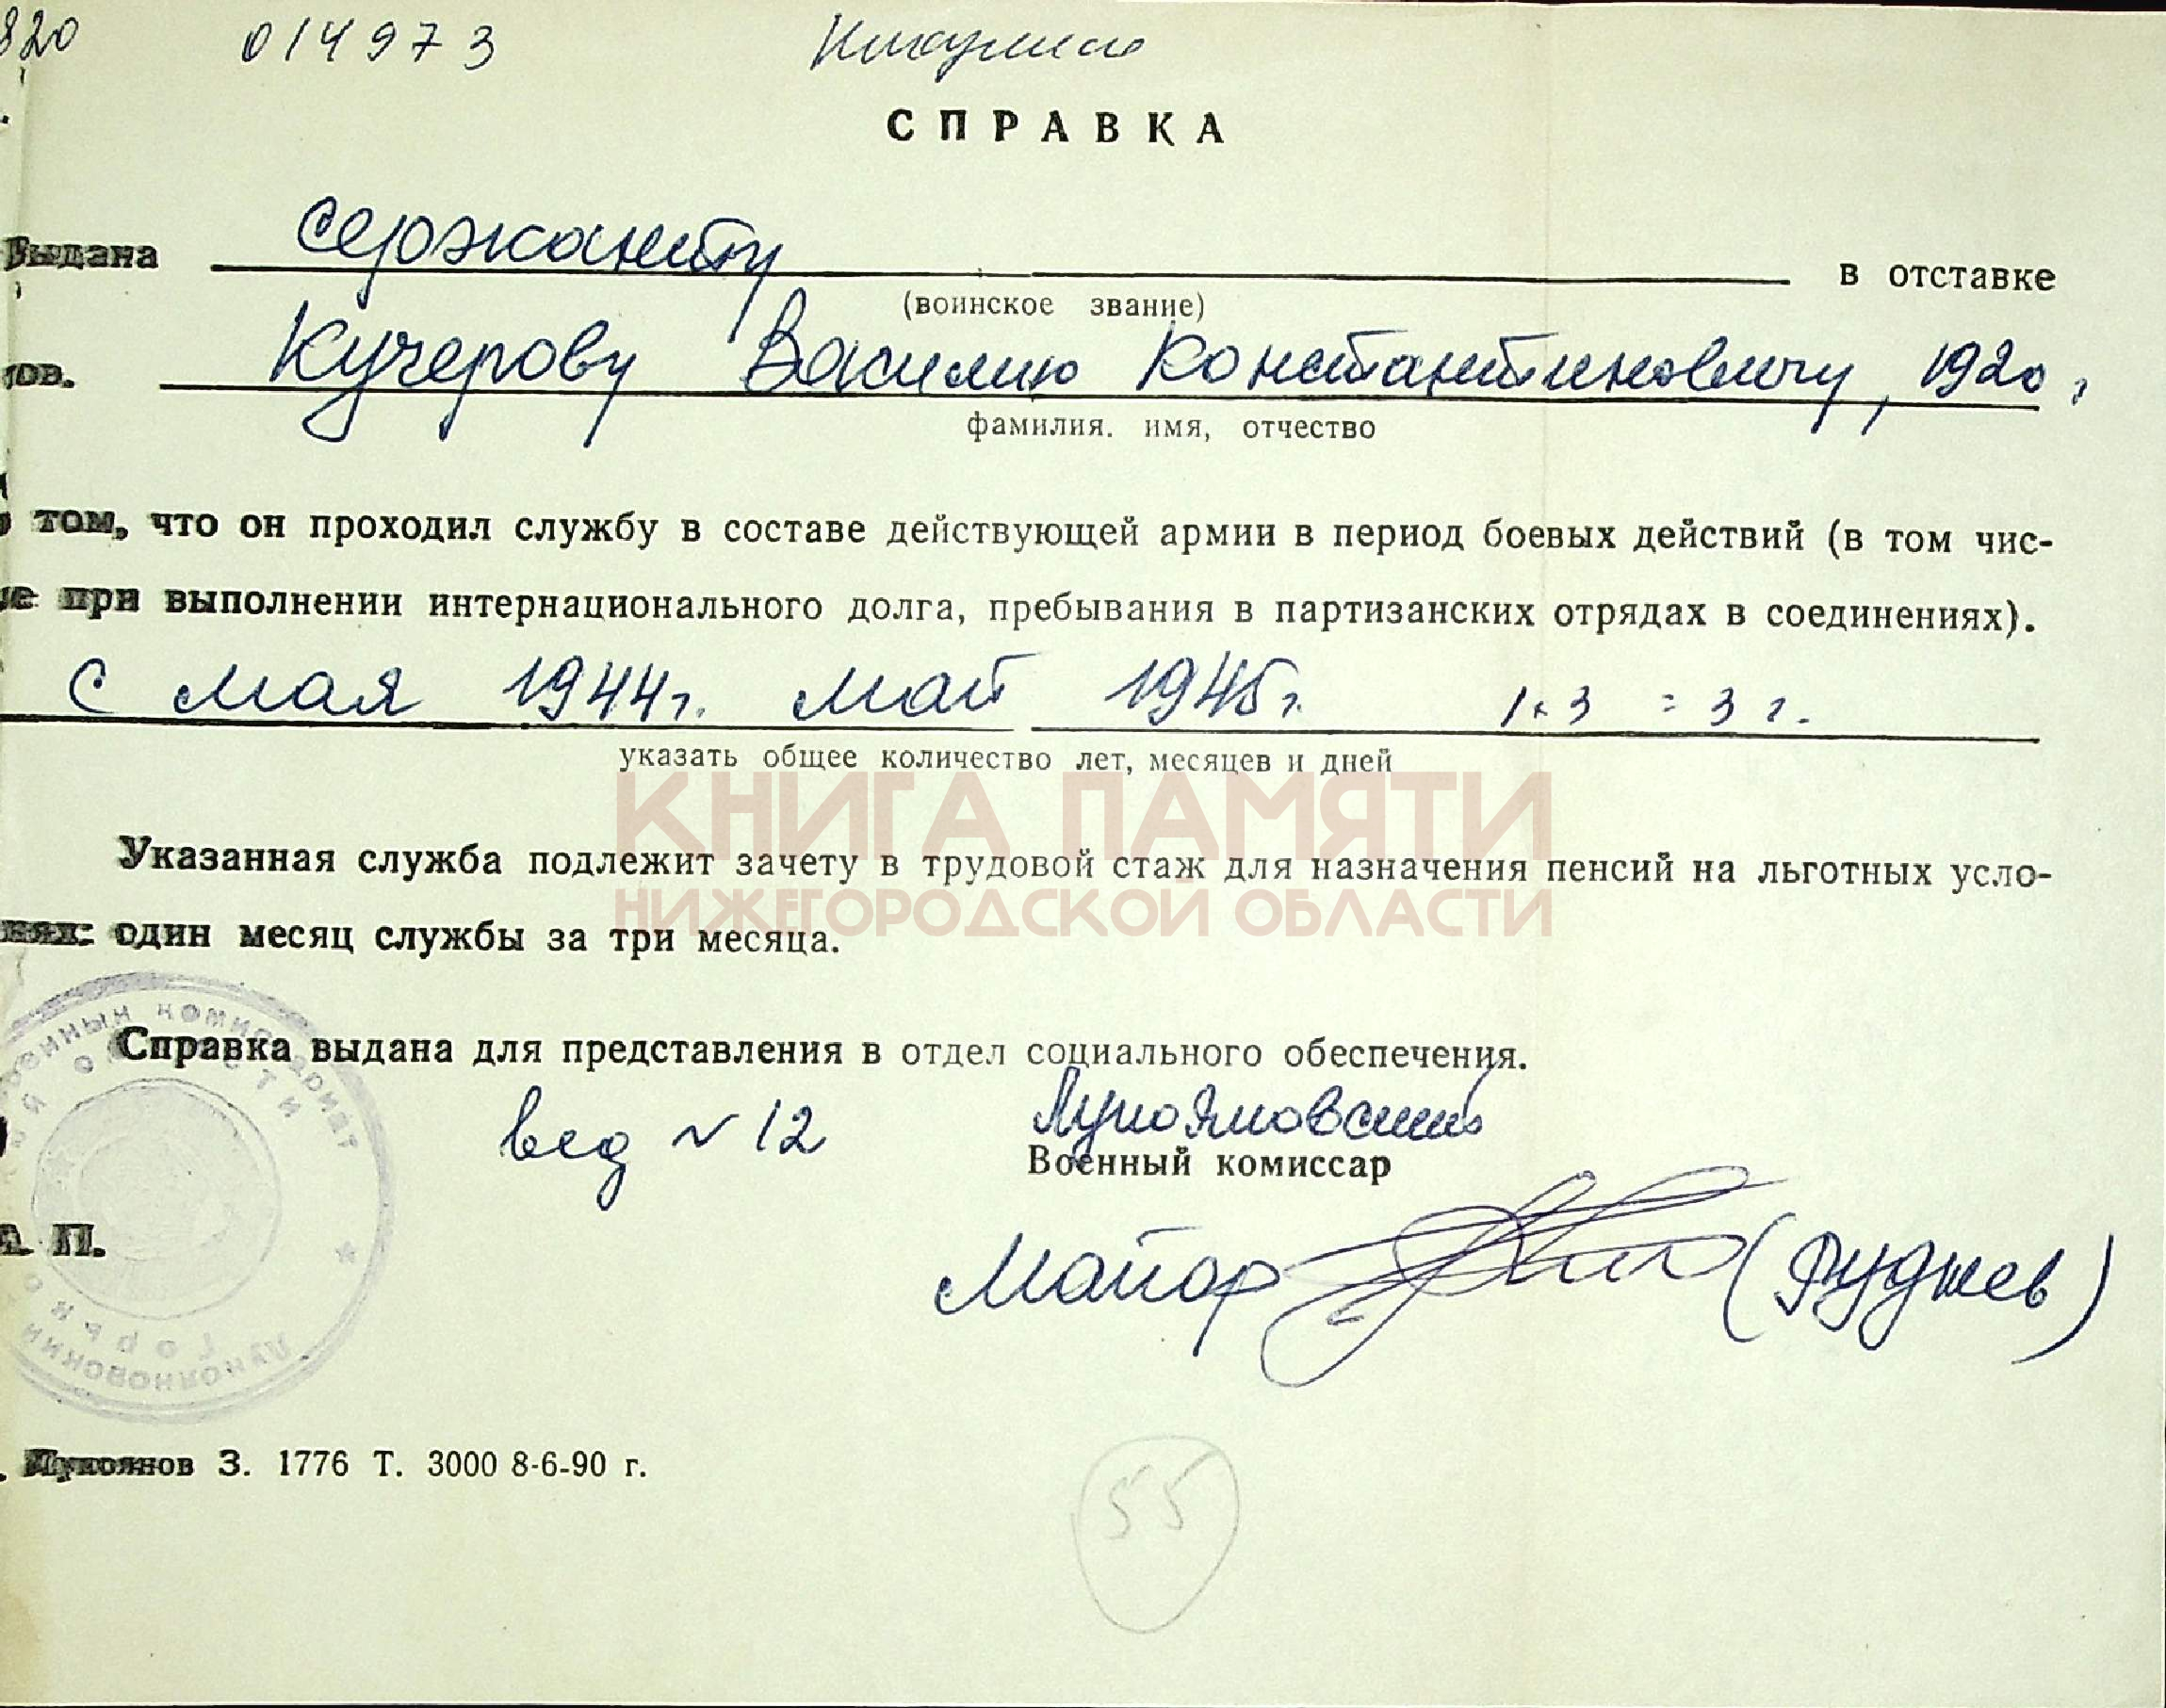 820 014973
СПРАВКА
Выдана сержанту в отставке
(воинское звание)
тов. Кучерову Василию Константиновичу, 1920 г
фамилия. имя, отчество
о том, что он проходил службу в составе действующей армии в период боевых действий (в том чис-
ле при выполнении интернационального долга, пребывания в партизанских отрядах в соединениях).
с мая 1944г. май 1945г. 1×3 = 3 г.
указать общее количество лет, месяцев и дней
КНИГА ПАМЯТИ
НИЖЕГОРОДСКОЙ ОБЛАСТИ
Указанная служба подлежит зачету в трудовой стаж для назначения пенсий на льготных усло-
виях: один месяц службы за три месяца.
Справка выдана для представления в отдел социального обеспечения.
вед N 12 Лукояновский
Военный комиссар
М. П.
Майор (Руднев)
Лукоянов З. 1776 Т. 3000 8-6-90 г.
55